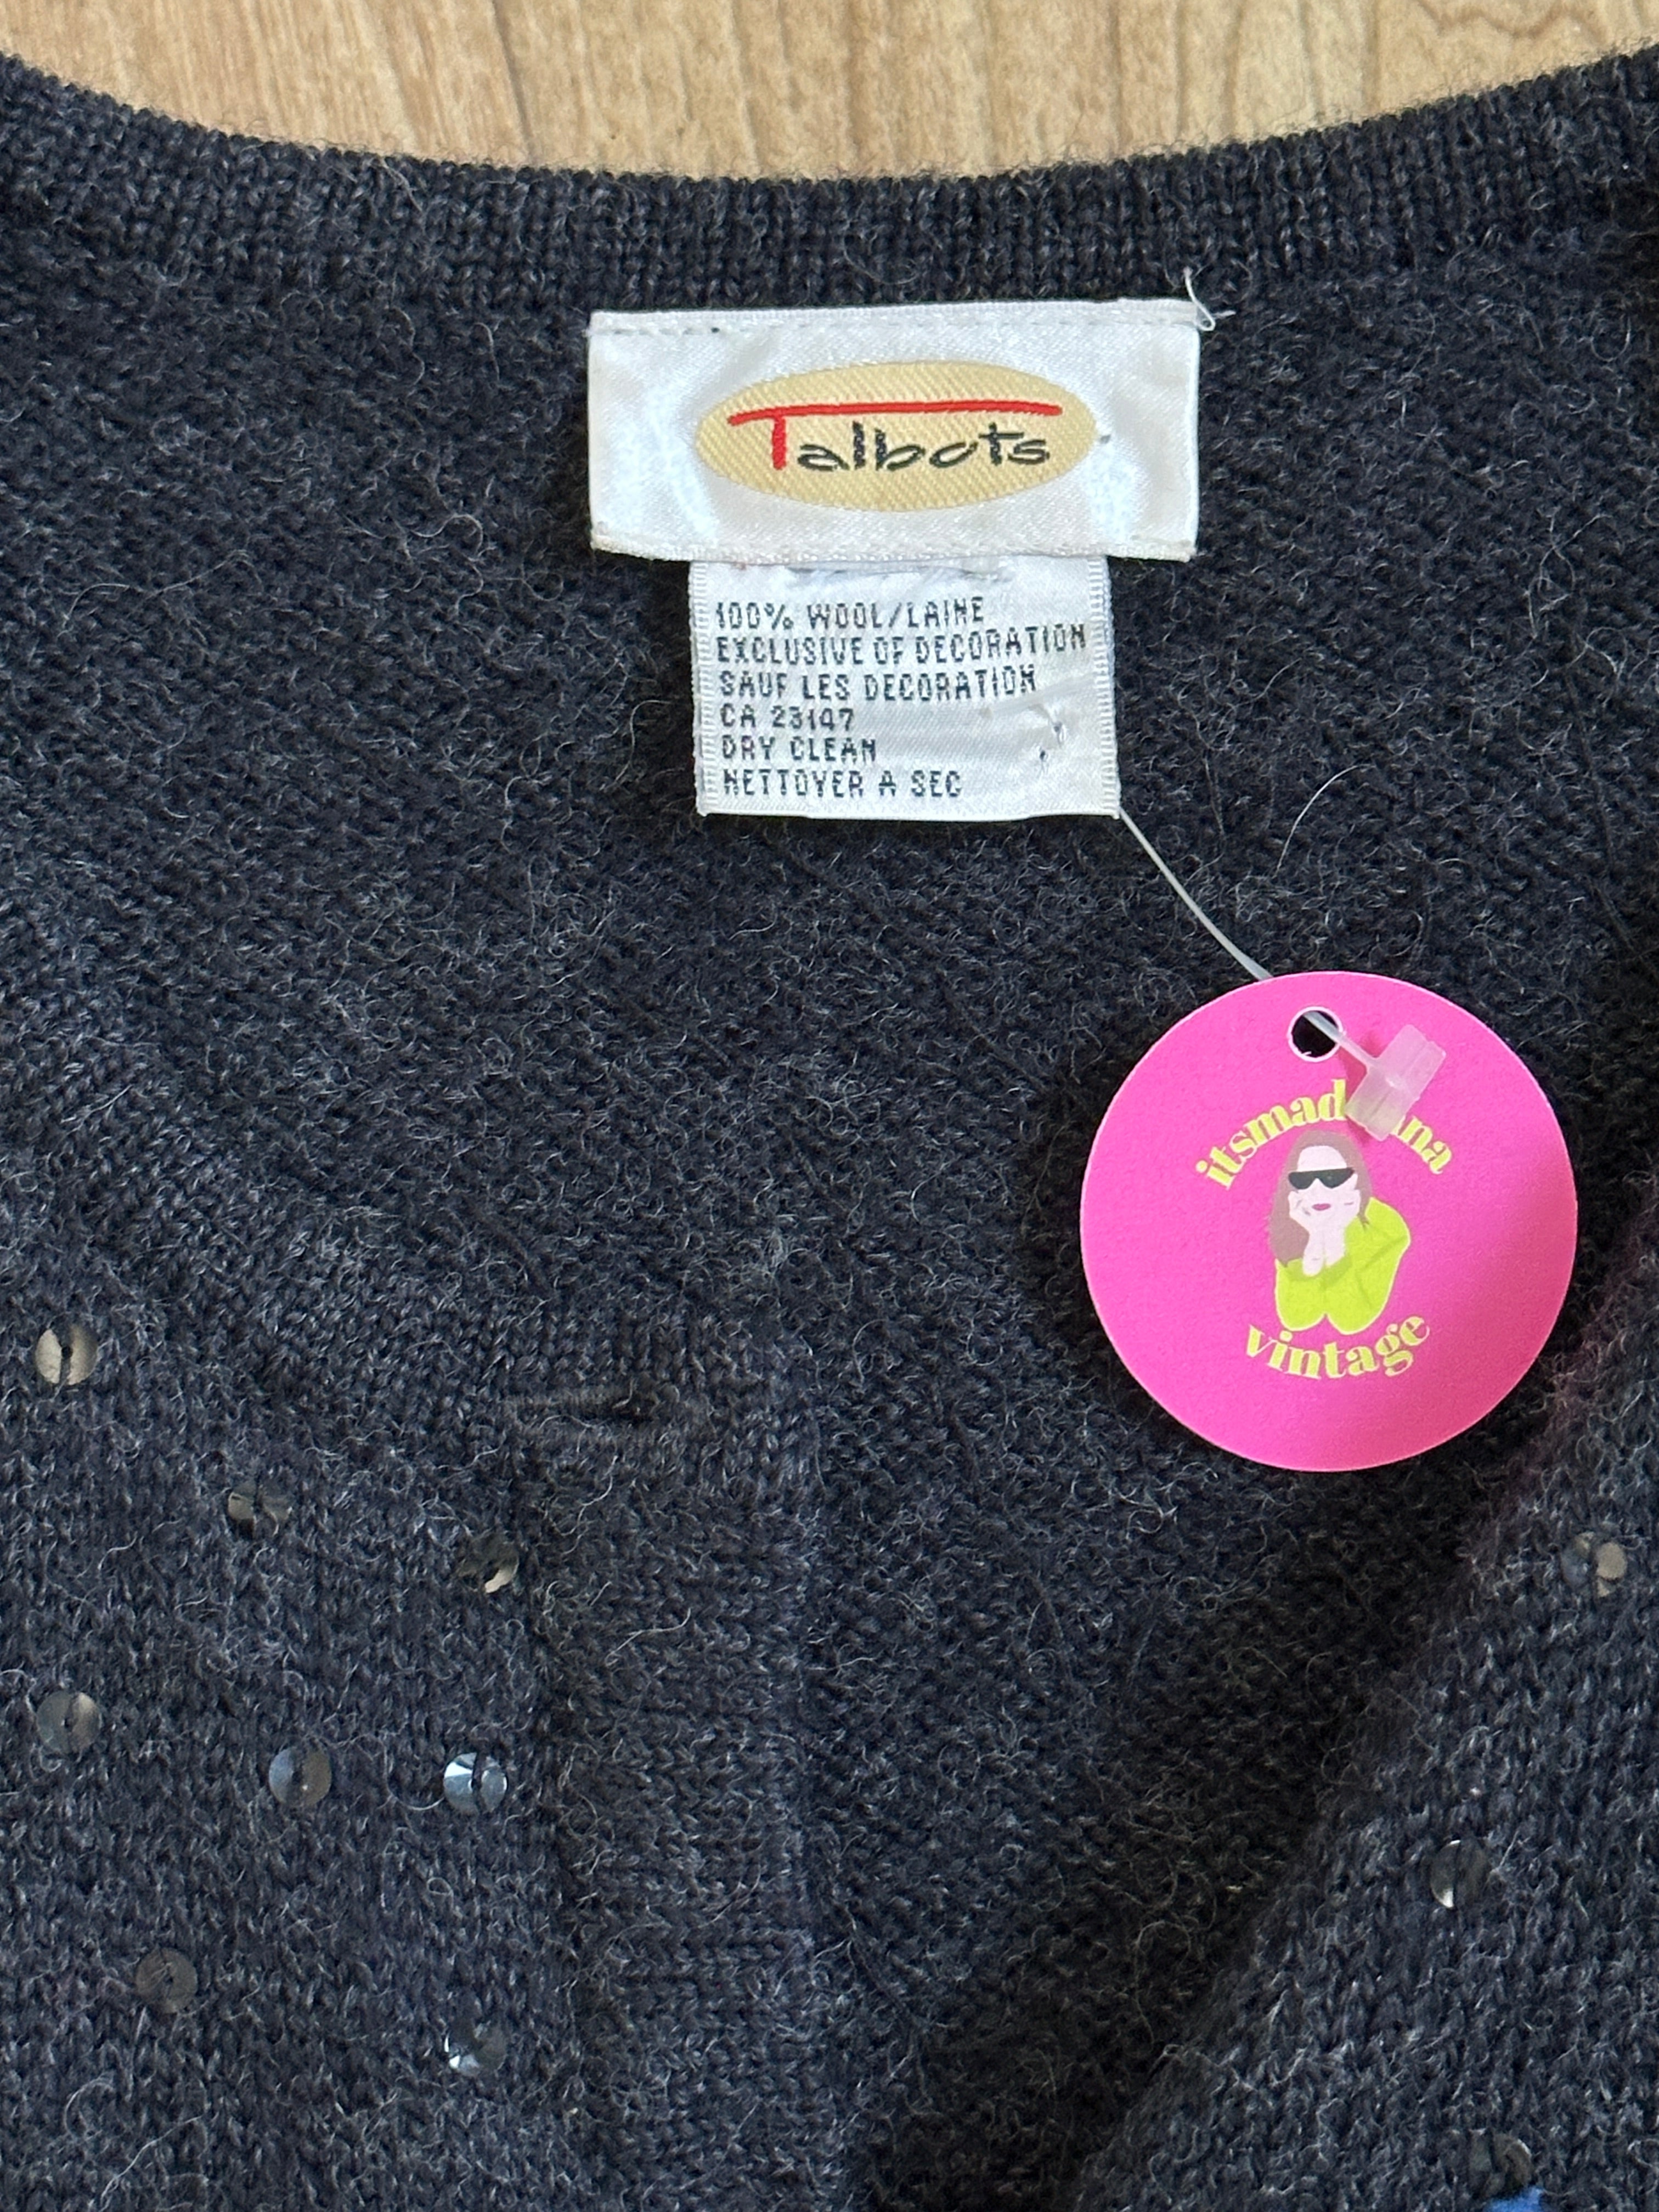 Talbots
100% WOOL/LAINE
EXCLUSIVE OF DECORATION
SAUF LES DECORATION
CA 23147
DRY CLEAN
NETTOYER A SEC
vintage